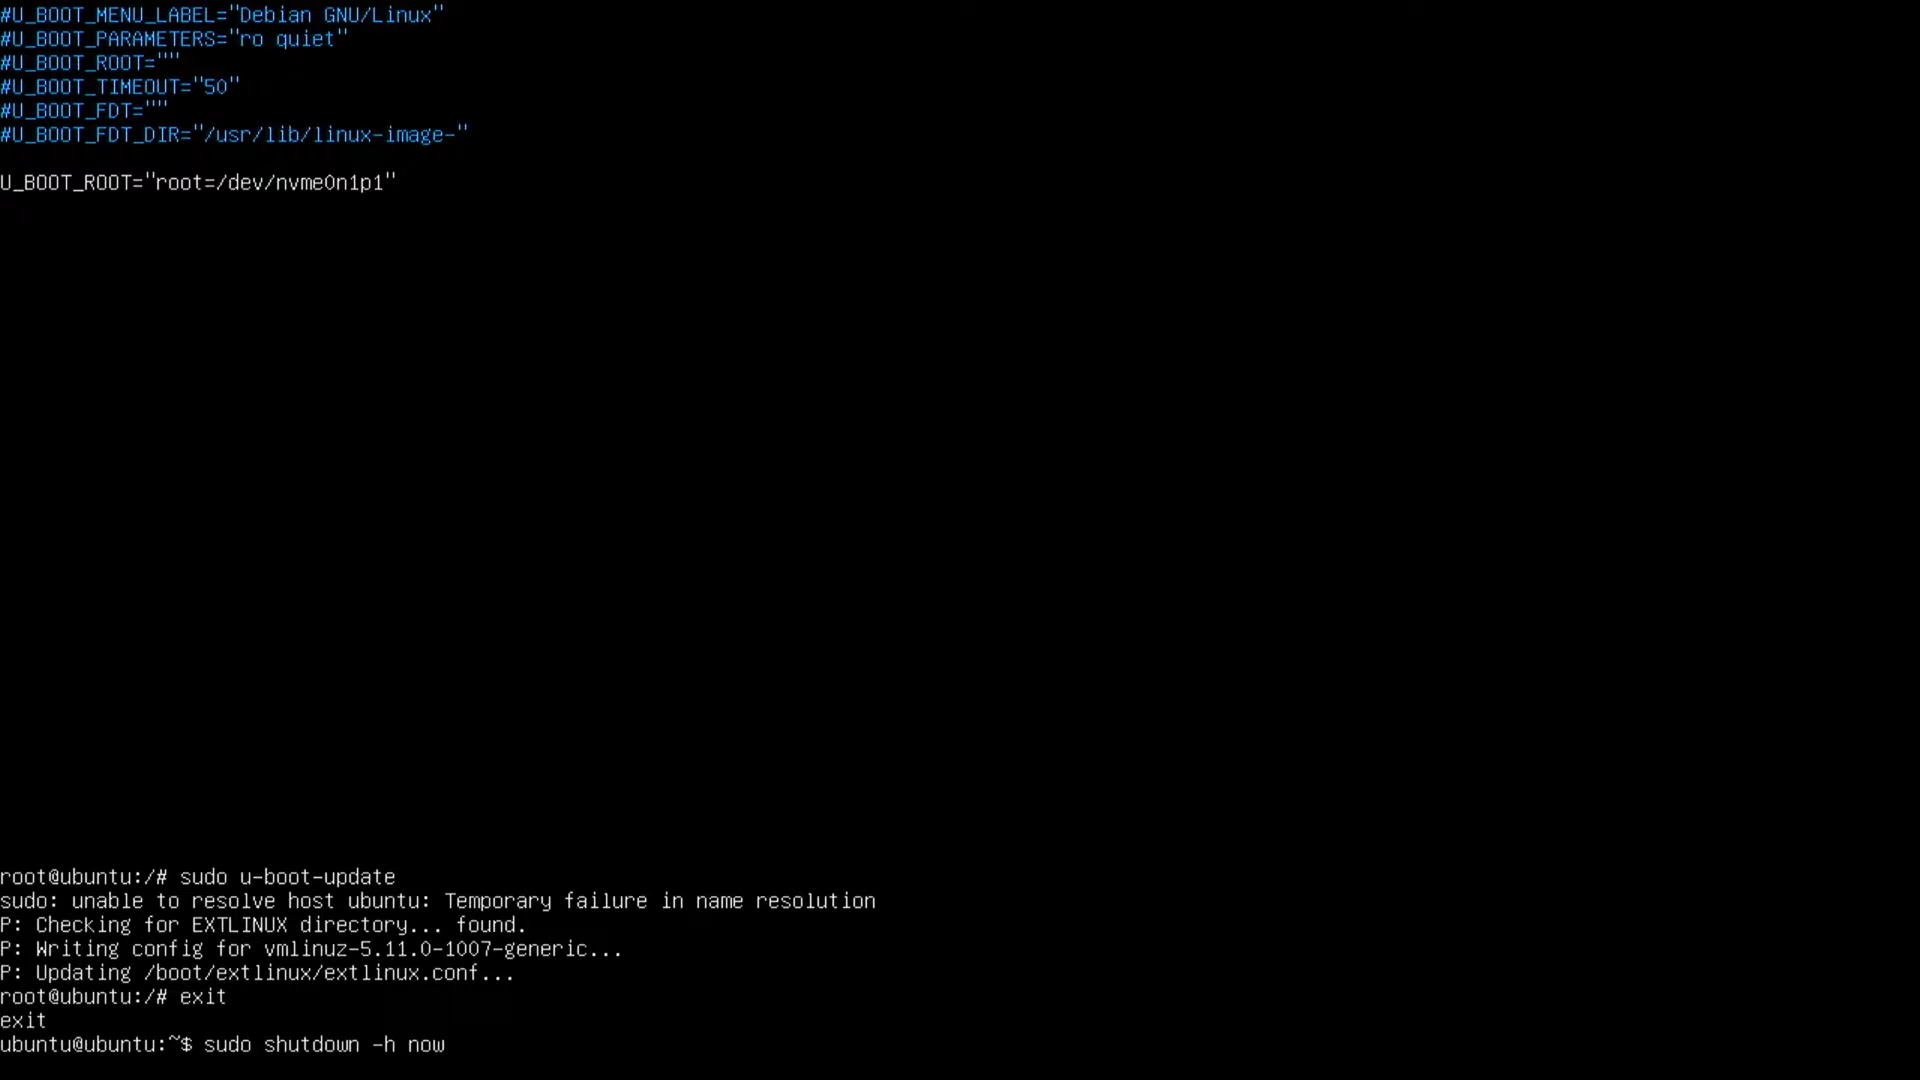 #U_BOOT_MENU_LABEL="Debian GNU/Linux"
#U_BOOT_PARAMETERS="ro quiet"
#U_BOOT_ROOT=""
#U_BOOT_TIMEOUT="50"
#U_BOOT_FDT=""
#U_BOOT_FDT_DIR="/usr/lib/linux-image-"
U_BOOT_ROOT="root=/dev/nvme0n1p1"
root@ubuntu:/# sudo u-boot-update
sudo: unable to resolve host ubuntu: Temporary failure in name resolution
P: Checking for EXTLINUX directory... found.
P: Writing config for vmlinuz-5.11.0-1007-generic...
P: Updating /boot/extlinux/extlinux.conf...
root@ubuntu:/# exit
exit
ubuntu@ubuntu:~$ sudo shutdown -h now